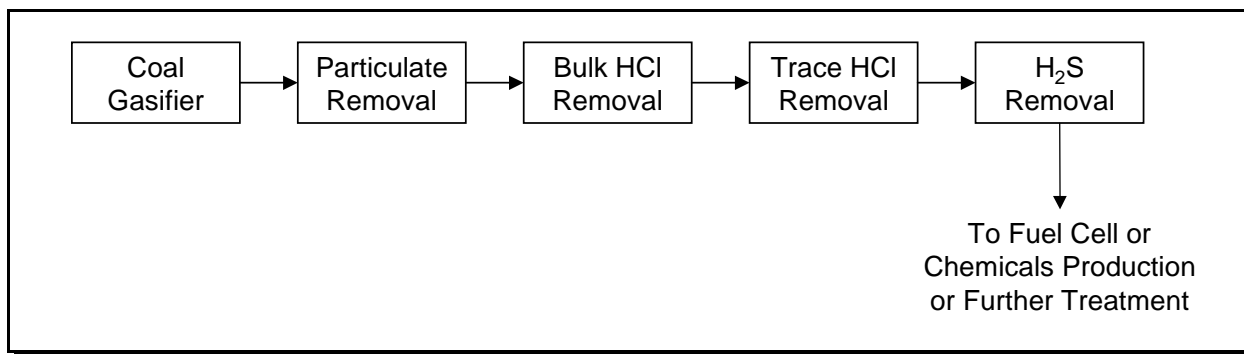 Coal
Gasifier
Particulate
Removal
Bulk HCl
Removal
Trace HCl
Removal
H₂S
Removal
To Fuel Cell or
Chemicals Production
or Further Treatment